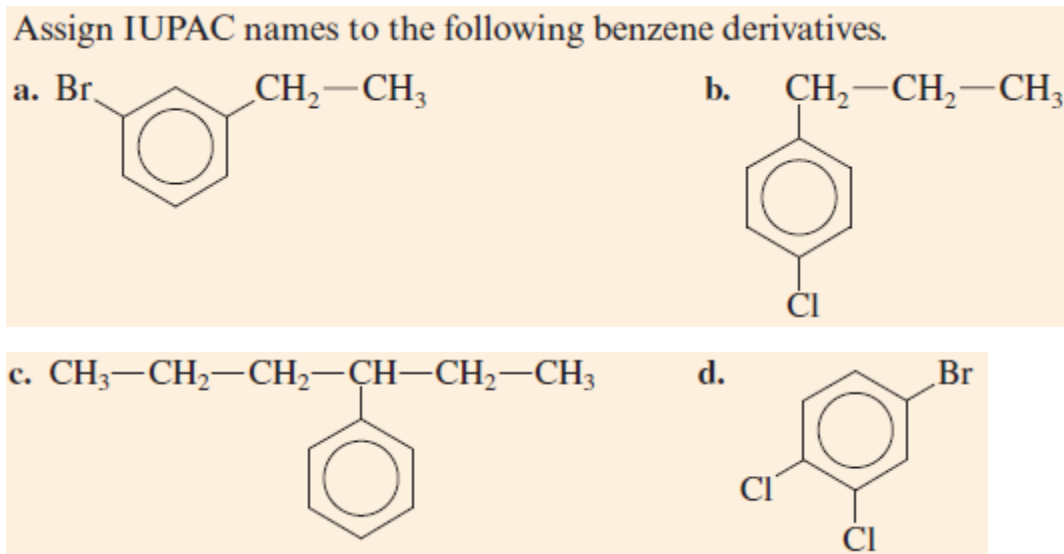 Assign IUPAC names to the following benzene derivatives.
a. Br CH₂—CH₃
b. CH₂—CH₂—CH₃
Cl
c. CH₃—CH₂—CH₂—CH—CH₂—CH₃
d. Br
Cl
Cl